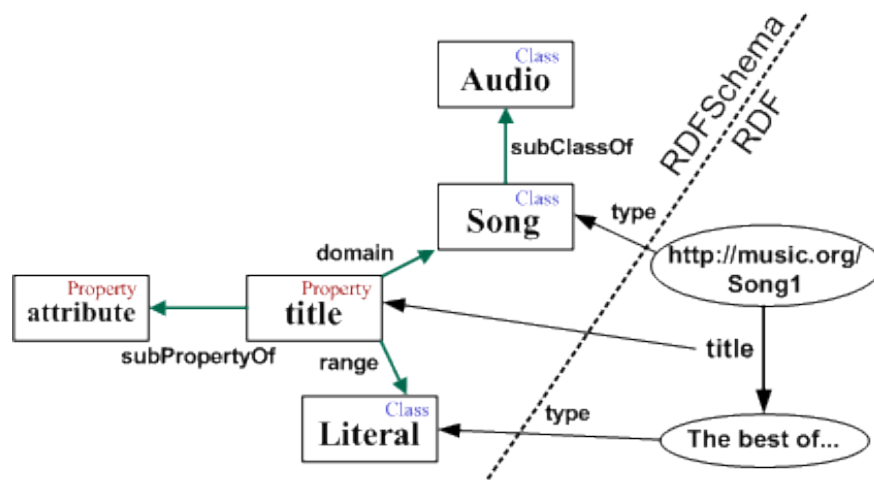 Class
Audio
RDFSchema
RDF
subClassOf
Class
Song
type
http://music.org/
Song1
domain
Property
attribute
Property
title
subPropertyOf
range
title
Class
Literal
type
The best of...